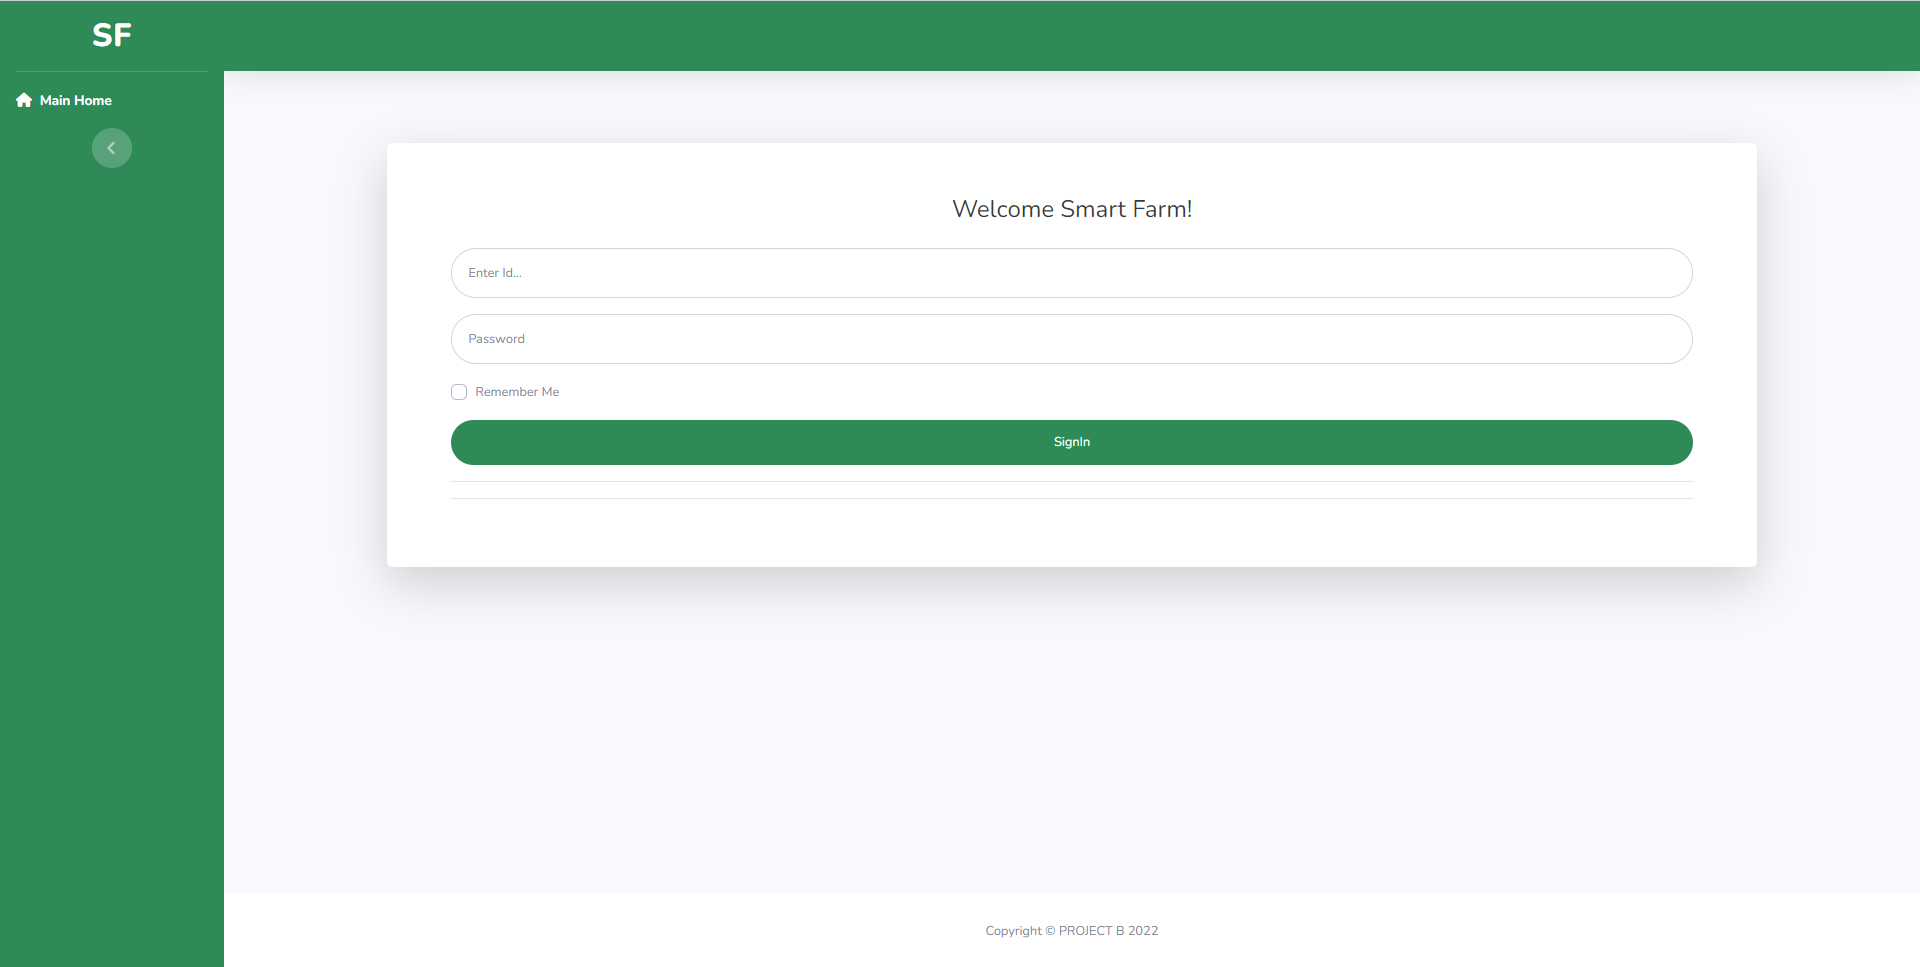 SF
Main Home
Welcome Smart Farm!
Enter Id...
Password
Remember Me
SignIn
Copyright © PROJECT B 2022